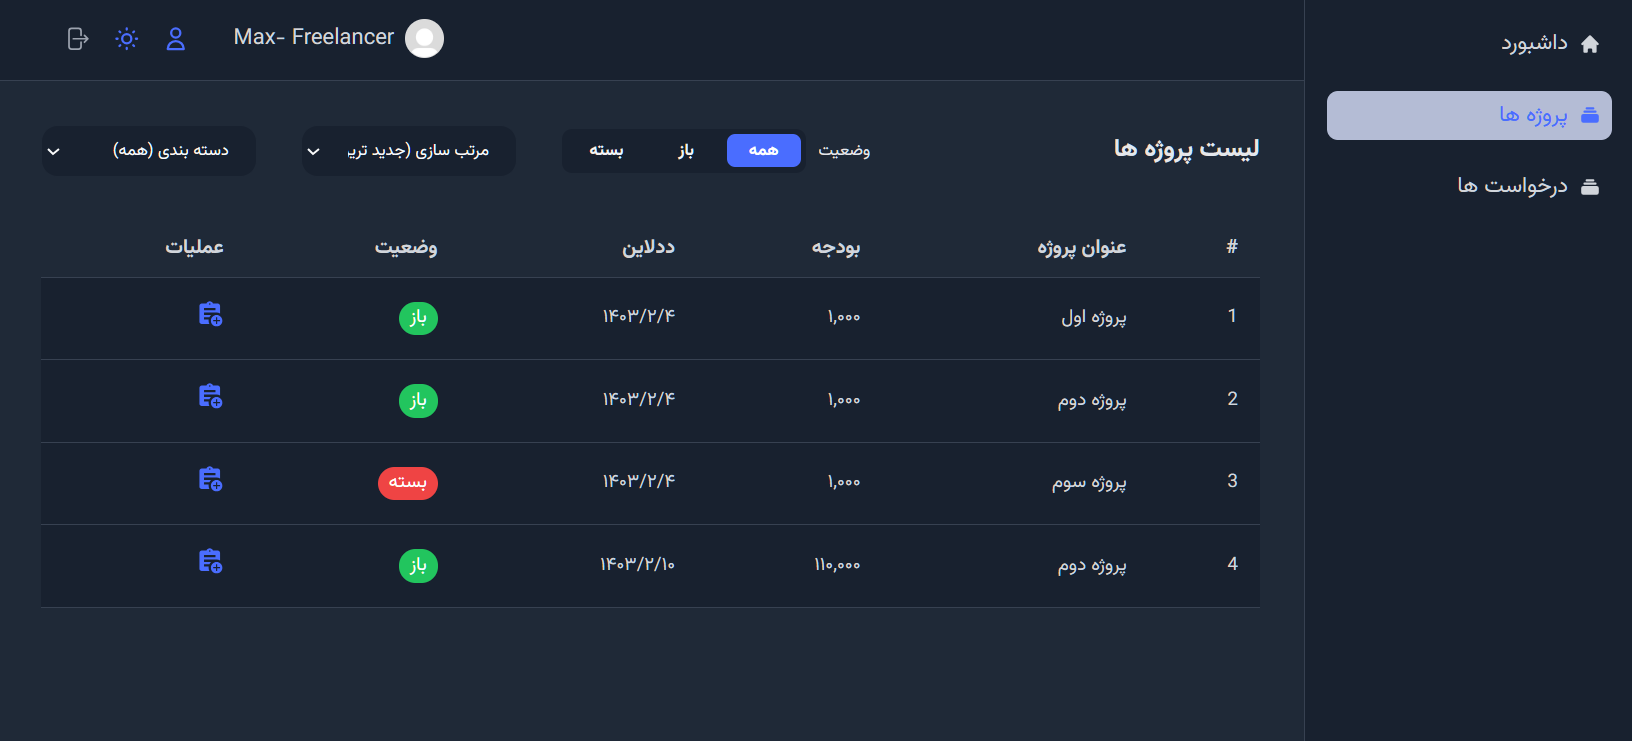 Max- Freelancer
داشبورد
پروژه ها
درخواست ها
لیست پروژه ها
وضعیت همه باز بسته
مرتب سازی (جدید تریـ
دسته بندی (همه)
# عنوان پروژه بودجه ددلاین وضعیت عملیات
1 پروژه اول ۱,۰۰۰ ۱۴۰۳/۲/۴ باز
2 پروژه دوم ۱,۰۰۰ ۱۴۰۳/۲/۴ باز
3 پروژه سوم ۱,۰۰۰ ۱۴۰۳/۲/۴ بسته
4 پروژه دوم ۱۱۰,۰۰۰ ۱۴۰۳/۲/۱۰ باز